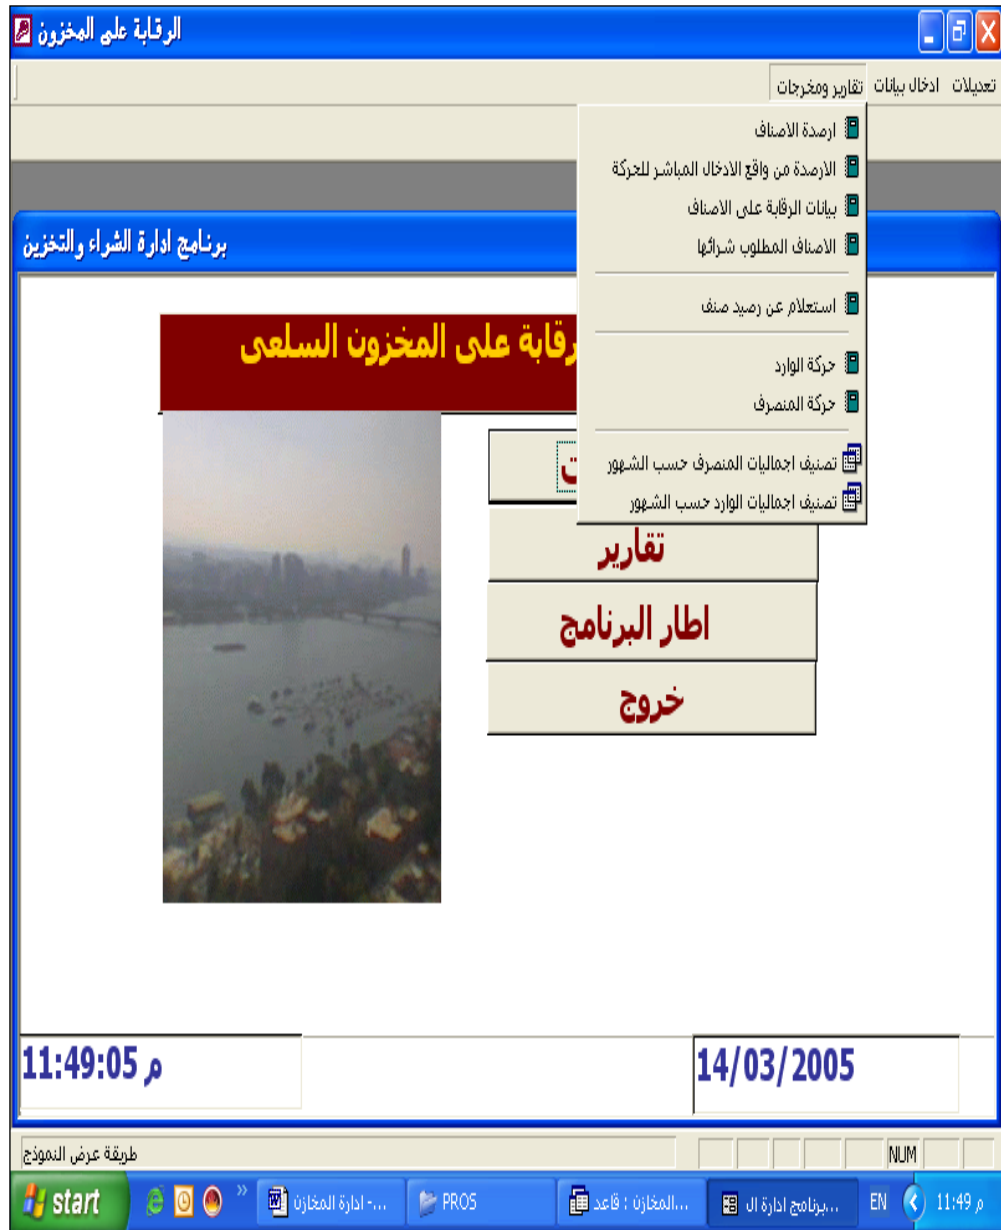 الرقابة على المخزون
تعديلات ادخال بيانات تقارير ومخرجات
ارصدة الاصناف
الارصدة من واقع الادخال المباشر للحركة
بيانات الرقابة على الاصناف
الاصناف المطلوب شرائها
استعلام عن رصيد صنف
حركة الوارد
حركة المنصرف
تصنيف اجماليات المنصرف حسب الشهور
تصنيف اجماليات الوارد حسب الشهور
برنامج ادارة الشراء والتخزين
على المخزون السلعى
تقارير
اطار البرنامج
خروج
14/03/2005
11:49:05 م
طريقة عرض النموذج
NUM
start
...- ادارة المخازن
PROS
...المخازن : قاعد
...برنامج ادارة ال
EN
11:49 م